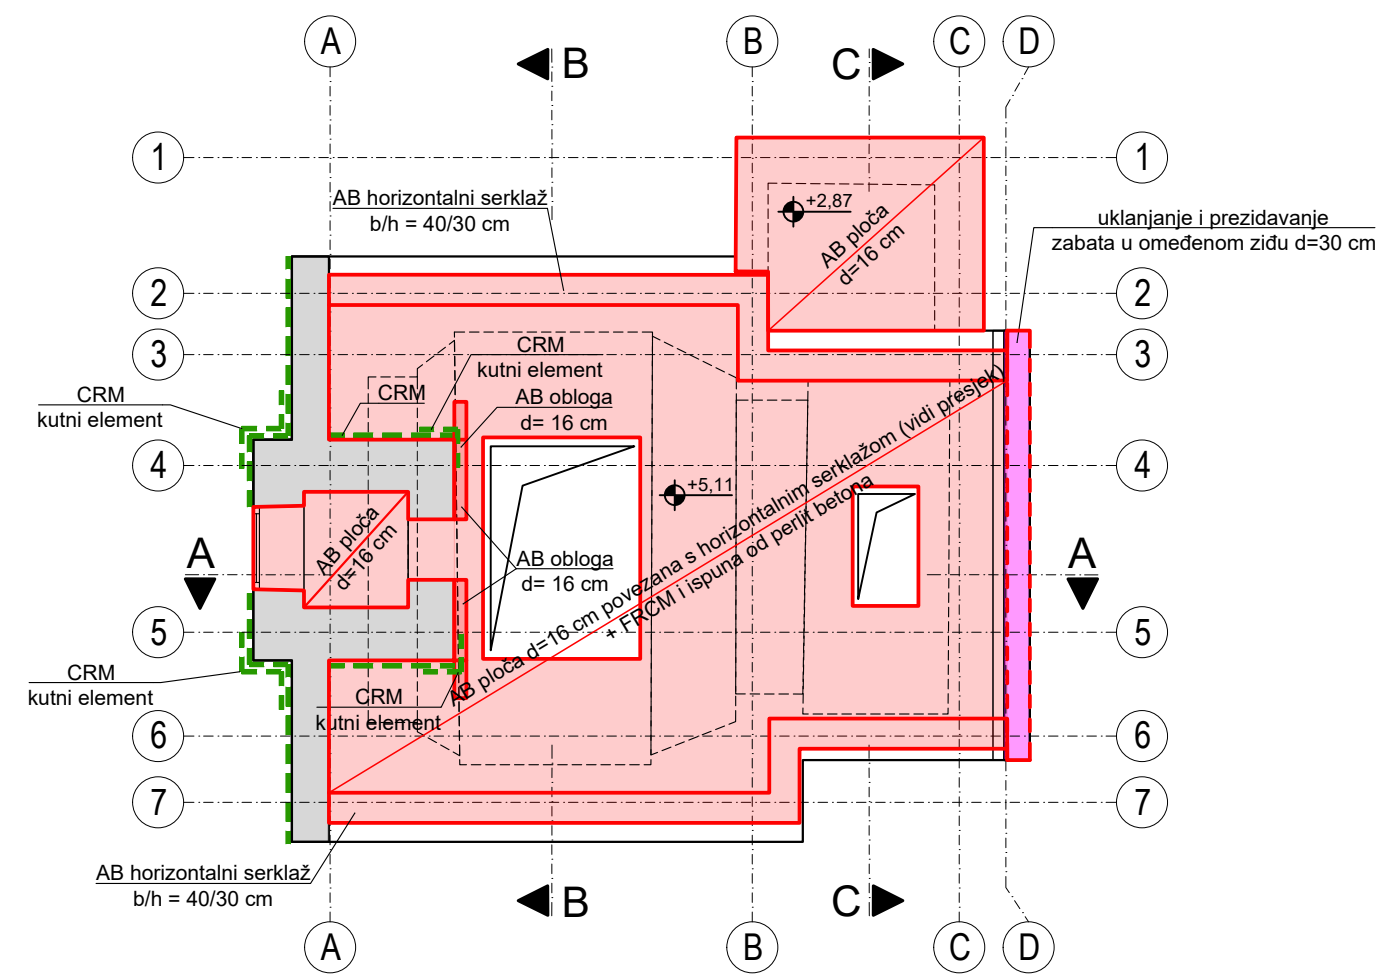 A
B
C
D
B
C
1
1
AB horizontalni serklaž
b/h = 40/30 cm
+2,87
AB ploča
d=16 cm
uklanjanje i prezidavanje
zabata u omeđenom ziđu d=30 cm
2
2
3
3
CRM
kutni element
CRM
kutni element
CRM
AB obloga
d= 16 cm
4
4
+5,11
AB ploča
d=16 cm
AB ploča d=16 cm povezana s horizontalnim serklažom (vidi presjek)
+ FRCM i ispuna od perlit betona
A
A
AB obloga
d= 16 cm
5
5
CRM
kutni element
CRM
kutni element
6
6
7
7
AB horizontalni serklaž
b/h = 40/30 cm
B
C
A
B
C
D